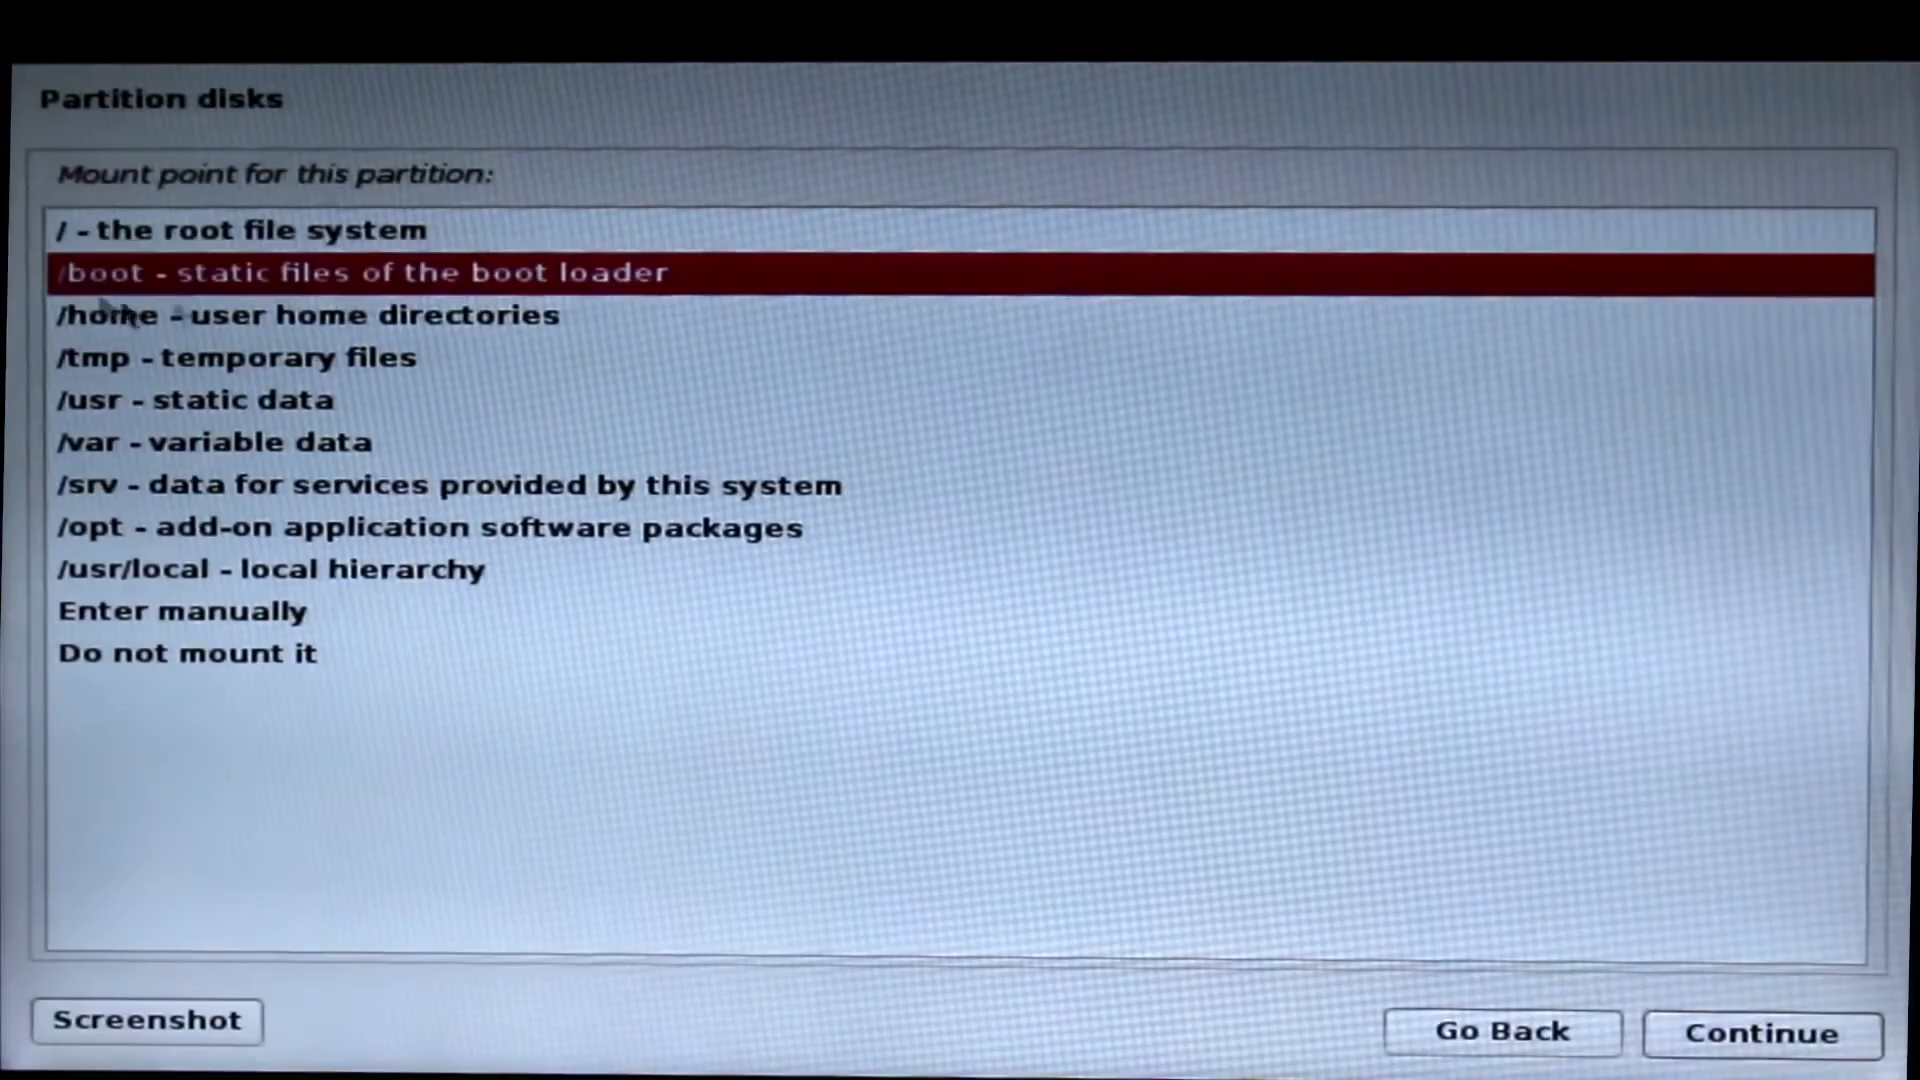 Partition disks
Mount point for this partition:
/ - the root file system
/boot - static files of the boot loader
/home - user home directories
/tmp - temporary files
/usr - static data
/var - variable data
/srv - data for services provided by this system
/opt - add-on application software packages
/usr/local - local hierarchy
Enter manually
Do not mount it
Screenshot
Go Back
Continue